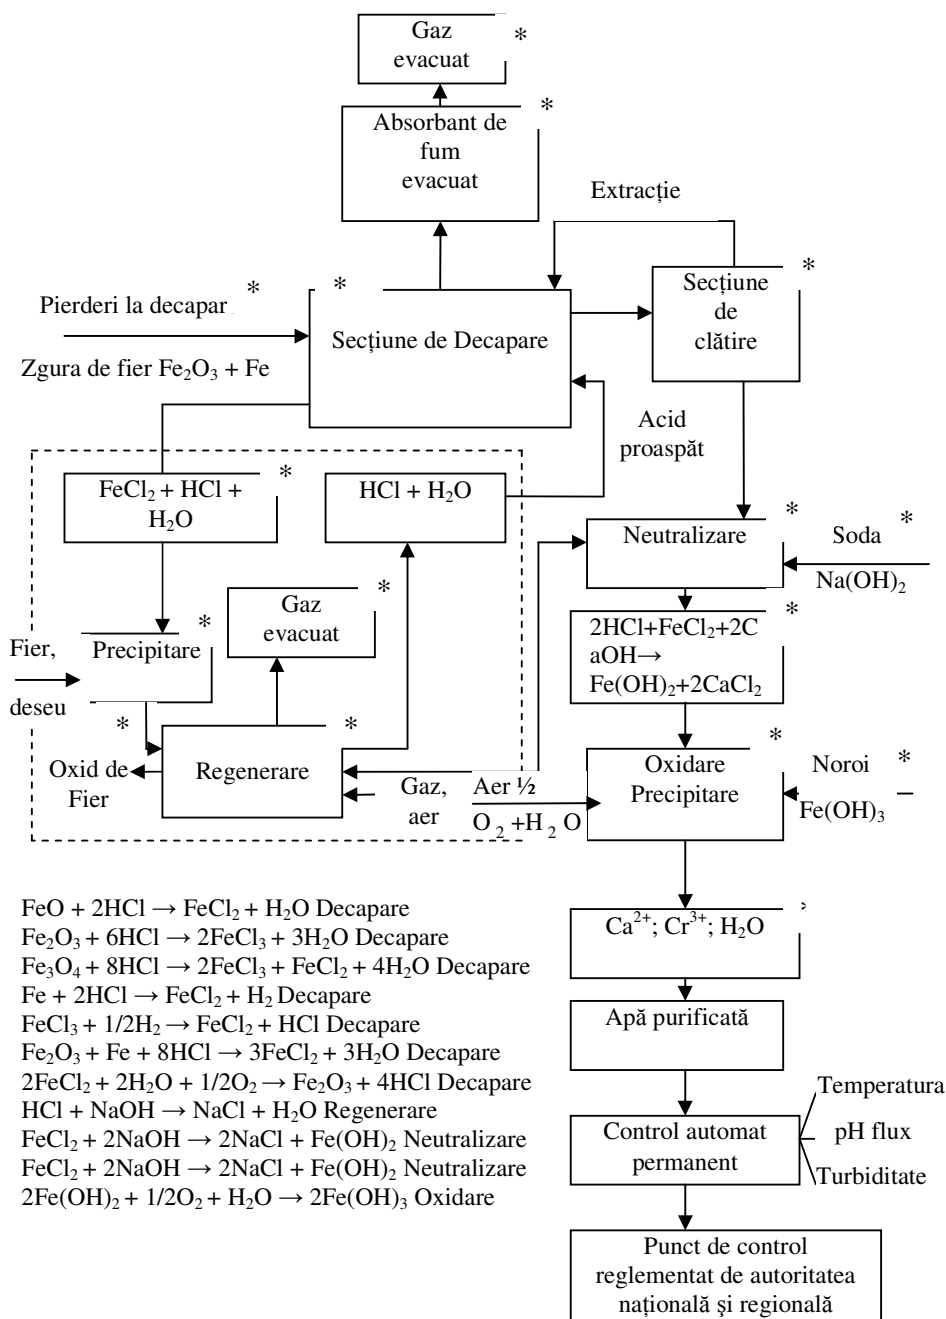 Gaz
evacuat
*
Absorbant de
fum
evacuat
*
Extracție
Pierderi la decapar
*
Zgura de fier Fe₂O₃ + Fe
*
Secțiune de Decapare
Secțiune
de
clătire
*
Acid
proaspăt
FeCl₂ + HCl +
H₂O
*
HCl + H₂O
Neutralizare
*
Soda
*
Na(OH)₂
Gaz
evacuat
*
2HCl+FeCl₂+2C
aOH→
Fe(OH)₂+2CaCl₂
*
Fier,
deseu
Precipitare
*
*
Oxid de
Fier
Regenerare
*
Gaz,
aer
Aer ½
O ₂ +H ₂ O
Oxidare
Precipitare
*
Noroi
*
Fe(OH)₃
Ca²⁺; Cr³⁺; H₂O
*
Apă purificată
Control automat
permanent
Temperatura
pH flux
Turbiditate
Punct de control
reglementat de autoritatea
națională și regională
FeO + 2HCl → FeCl₂ + H₂O Decapare
Fe₂O₃ + 6HCl → 2FeCl₃ + 3H₂O Decapare
Fe₃O₄ + 8HCl → 2FeCl₃ + FeCl₂ + 4H₂O Decapare
Fe + 2HCl → FeCl₂ + H₂ Decapare
FeCl₃ + 1/2H₂ → FeCl₂ + HCl Decapare
Fe₂O₃ + Fe + 8HCl → 3FeCl₂ + 3H₂O Decapare
2FeCl₂ + 2H₂O + 1/2O₂ → Fe₂O₃ + 4HCl Decapare
HCl + NaOH → NaCl + H₂O Regenerare
FeCl₂ + 2NaOH → 2NaCl + Fe(OH)₂ Neutralizare
FeCl₂ + 2NaOH → 2NaCl + Fe(OH)₂ Neutralizare
2Fe(OH)₂ + 1/2O₂ + H₂O → 2Fe(OH)₃ Oxidare